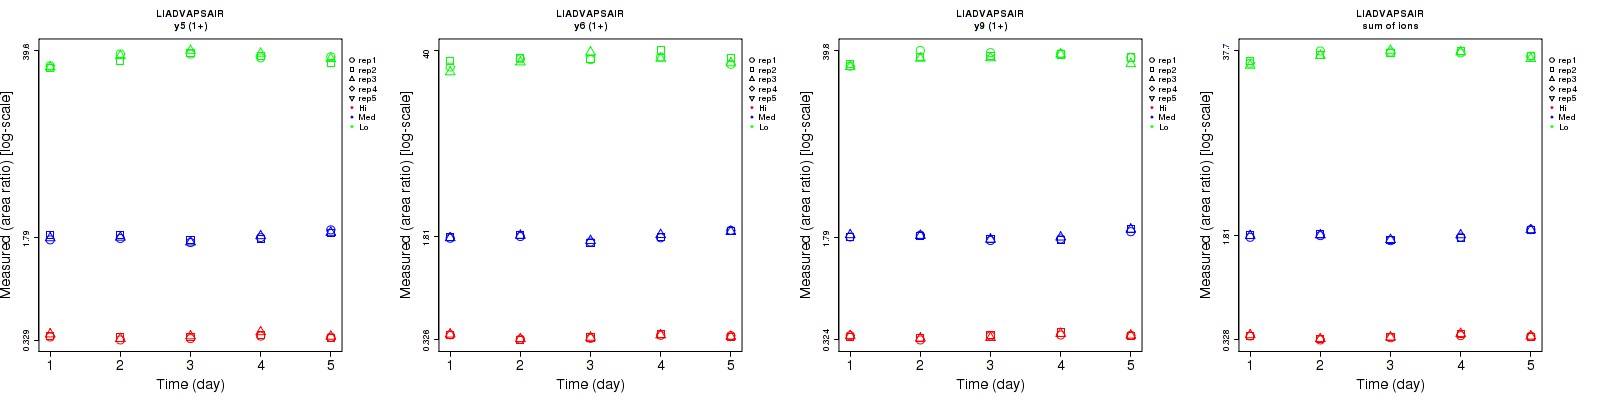 LIADVAPSAIR
y5 (1+)
Measured (area ratio) [log-scale]
39.8
1.79
0.329
1 2 3 4 5
Time (day)
rep1
rep2
rep3
rep4
rep5
Hi
Med
Lo
LIADVAPSAIR
y6 (1+)
Measured (area ratio) [log-scale]
40
1.81
0.326
1 2 3 4 5
Time (day)
rep1
rep2
rep3
rep4
rep5
Hi
Med
Lo
LIADVAPSAIR
y9 (1+)
Measured (area ratio) [log-scale]
39.8
1.79
0.324
1 2 3 4 5
Time (day)
rep1
rep2
rep3
rep4
rep5
Hi
Med
Lo
LIADVAPSAIR
sum of ions
Measured (area ratio) [log-scale]
37.7
1.81
0.328
1 2 3 4 5
Time (day)
rep1
rep2
rep3
rep4
rep5
Hi
Med
Lo